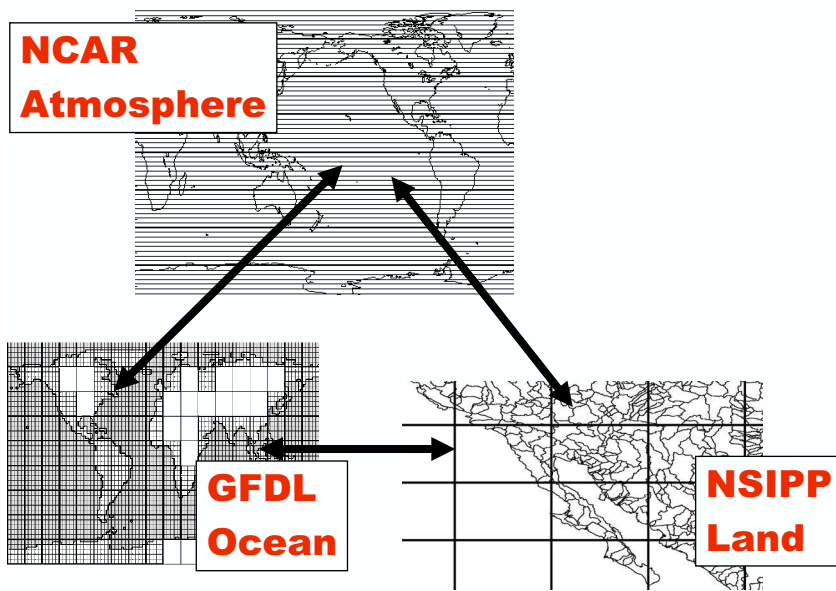 NCAR
Atmosphere
GFDL
Ocean
NSIPP
Land